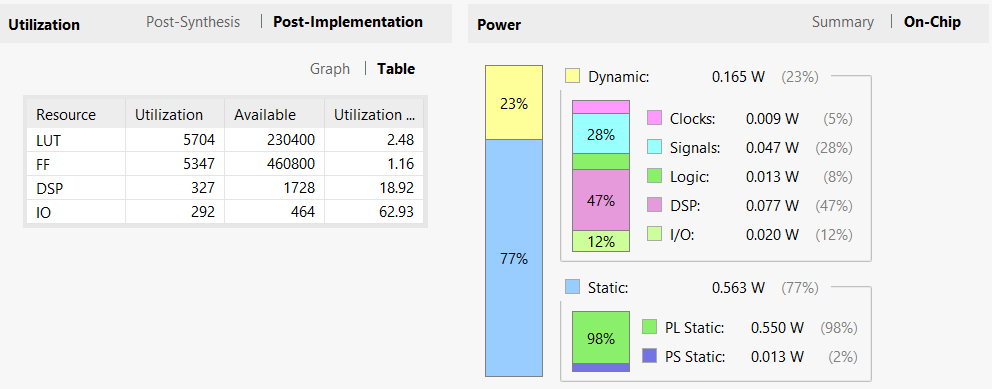 Utilization Post-Synthesis | Post-Implementation
Graph | Table
Resource Utilization Available Utilization ...
LUT 5704 230400 2.48
FF 5347 460800 1.16
DSP 327 1728 18.92
IO 292 464 62.93
Power Summary | On-Chip
23%
77%
Dynamic: 0.165 W (23%)
28%
47%
12%
Clocks: 0.009 W (5%)
Signals: 0.047 W (28%)
Logic: 0.013 W (8%)
DSP: 0.077 W (47%)
I/O: 0.020 W (12%)
Static: 0.563 W (77%)
98%
PL Static: 0.550 W (98%)
PS Static: 0.013 W (2%)